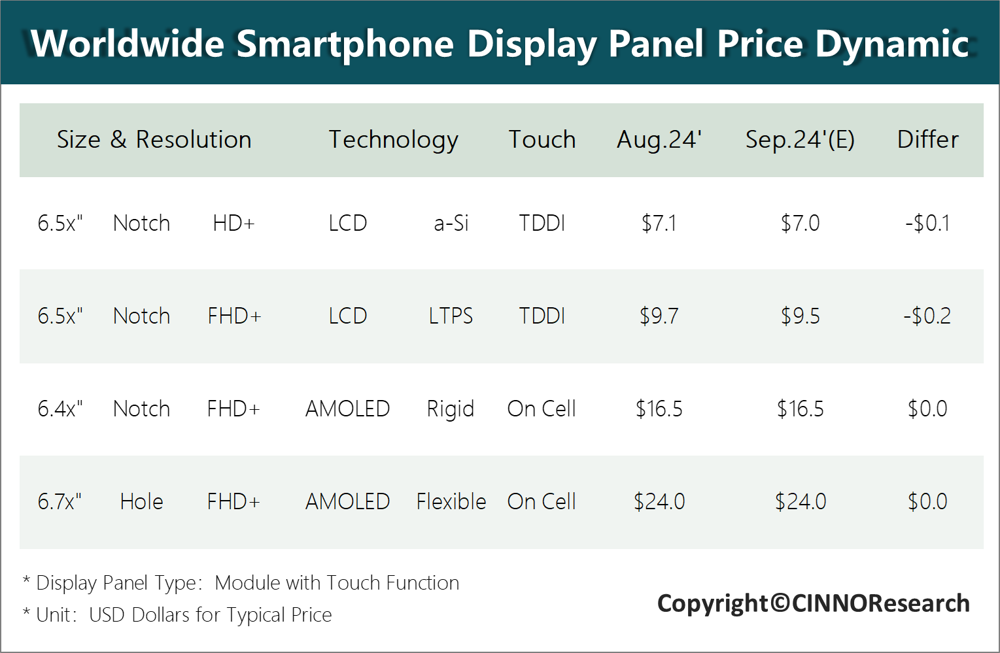 Worldwide Smartphone Display Panel Price Dynamic
Size & Resolution Technology Touch Aug.24' Sep.24'(E) Differ
6.5x" Notch HD+ LCD a-Si TDDI $7.1 $7.0 -$0.1
6.5x" Notch FHD+ LCD LTPS TDDI $9.7 $9.5 -$0.2
6.4x" Notch FHD+ AMOLED Rigid On Cell $16.5 $16.5 $0.0
6.7x" Hole FHD+ AMOLED Flexible On Cell $24.0 $24.0 $0.0
* Display Panel Type： Module with Touch Function
* Unit： USD Dollars for Typical Price
Copyright©CINNOResearch